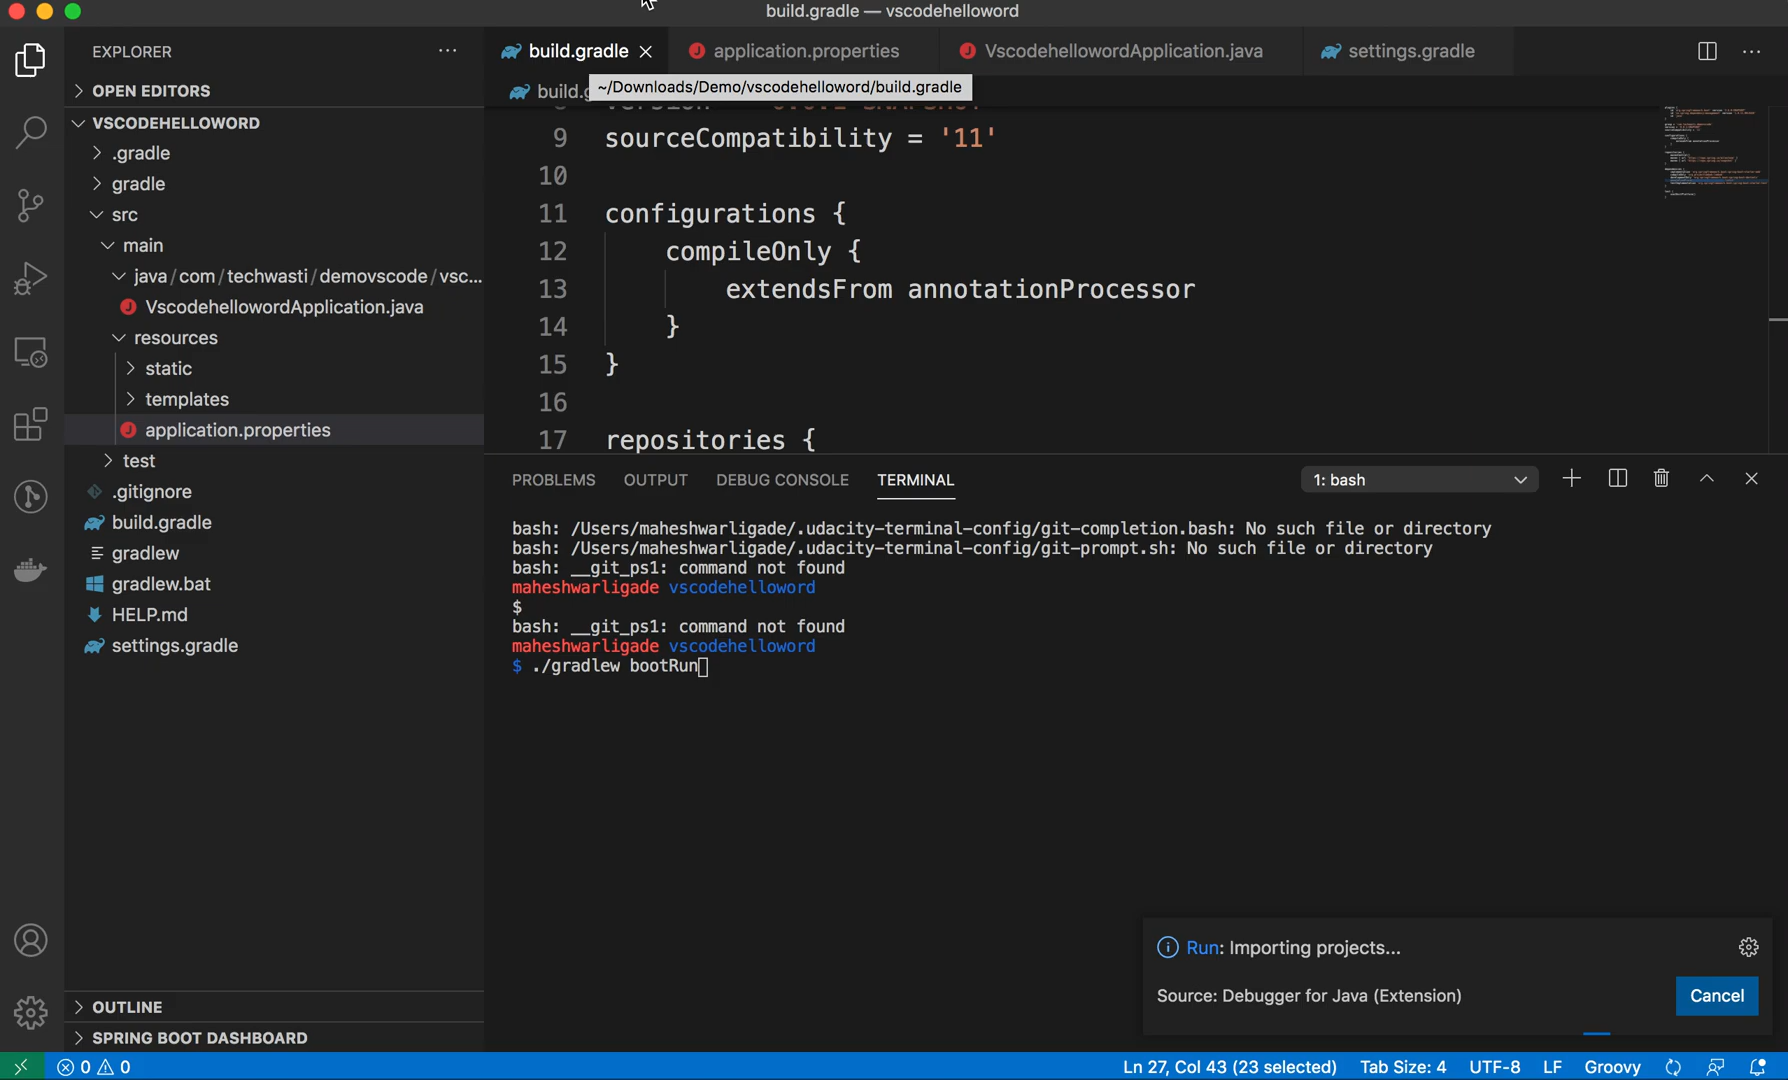 build.gradle — vscodehelloword
EXPLORER
build.gradle
application.properties
VscodehellowordApplication.java
settings.gradle
OPEN EDITORS
build.g
~/Downloads/Demo/vscodehelloword/build.gradle
VSCODEHELLOWORD
.gradle
gradle
src
main
java/com/techwasti/demovscode/vsc...
VscodehellowordApplication.java
resources
static
templates
application.properties
test
.gitignore
build.gradle
gradlew
gradlew.bat
HELP.md
settings.gradle
OUTLINE
SPRING BOOT DASHBOARD
9 sourceCompatibility = '11'
10
11 configurations {
12 compileOnly {
13 extendsFrom annotationProcessor
14 }
15 }
16
17 repositories {
PROBLEMS OUTPUT DEBUG CONSOLE TERMINAL 1: bash
bash: /Users/maheshwarligade/.udacity-terminal-config/git-completion.bash: No such file or directory
bash: /Users/maheshwarligade/.udacity-terminal-config/git-prompt.sh: No such file or directory
bash: __git_ps1: command not found
maheshwarligade vscodehelloword
$
bash: __git_ps1: command not found
maheshwarligade vscodehelloword
$ ./gradlew bootRun
Run: Importing projects...
Source: Debugger for Java (Extension)
Cancel
0 0 Ln 27, Col 43 (23 selected) Tab Size: 4 UTF-8 LF Groovy